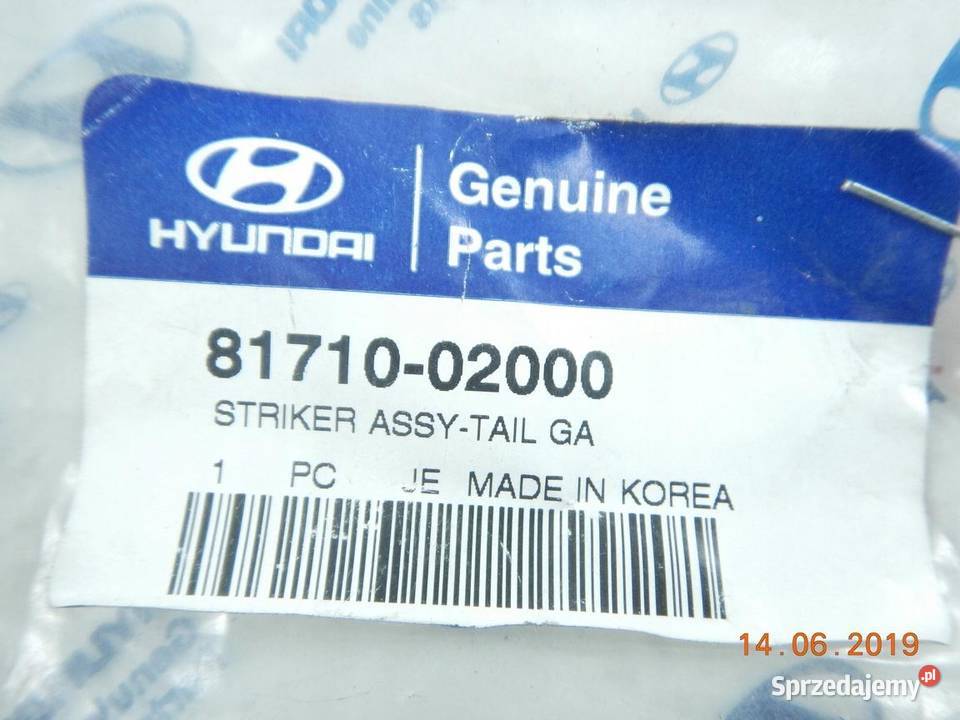 HYUNDAI
Genuine
Parts
81710-02000
STRIKER ASSY-TAIL GA
1 PC JE MADE IN KOREA
14.06.2019
Sprzedajemy.pl